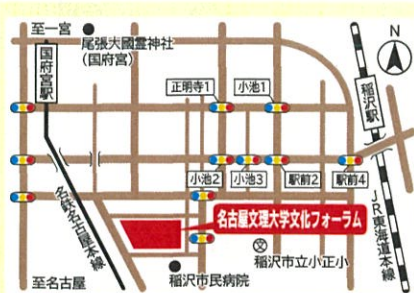 至一宮
尾張大國霊神社
(国府宮)
N
国府宮駅
正明寺1
小池1
稲沢駅
小池2
小池3
駅前2
駅前4
名鉄名古屋本線
名古屋文理大学文化フォーラム
JR東海道本線
稲沢市立小正小
稲沢市民病院
至名古屋
文